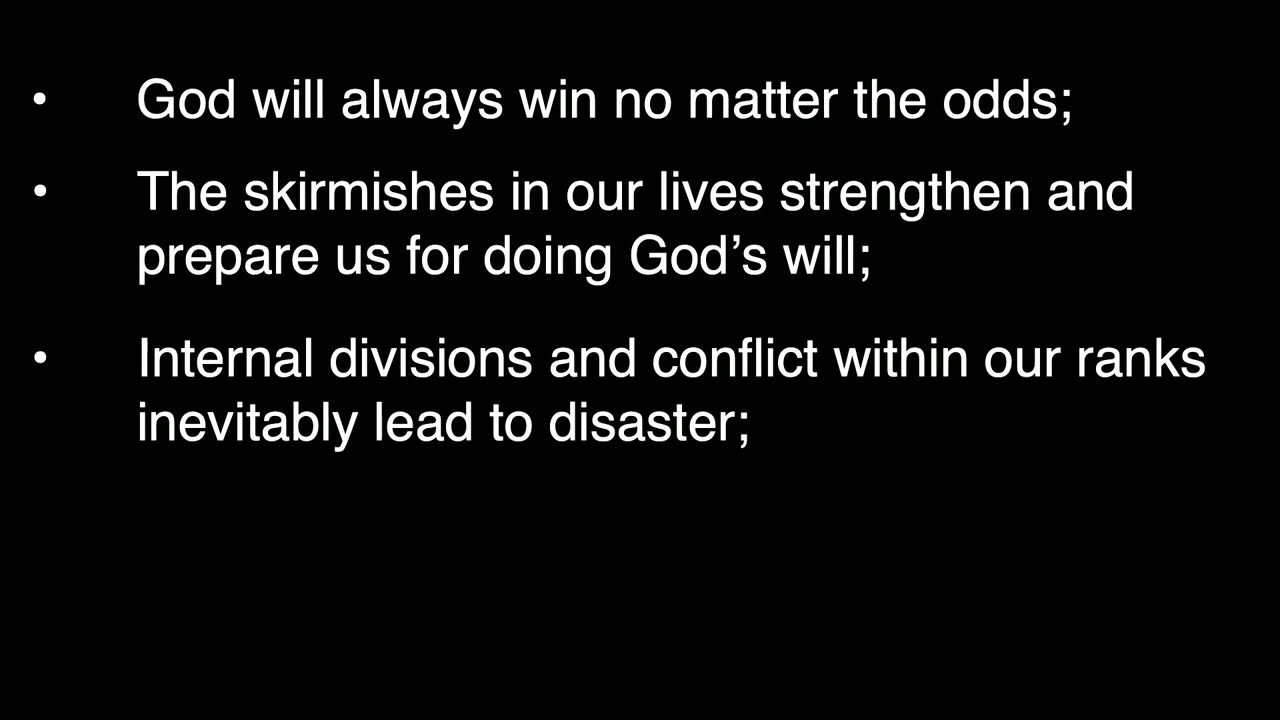 • God will always win no matter the odds;
• The skirmishes in our lives strengthen and
prepare us for doing God’s will;
• Internal divisions and conflict within our ranks
inevitably lead to disaster;